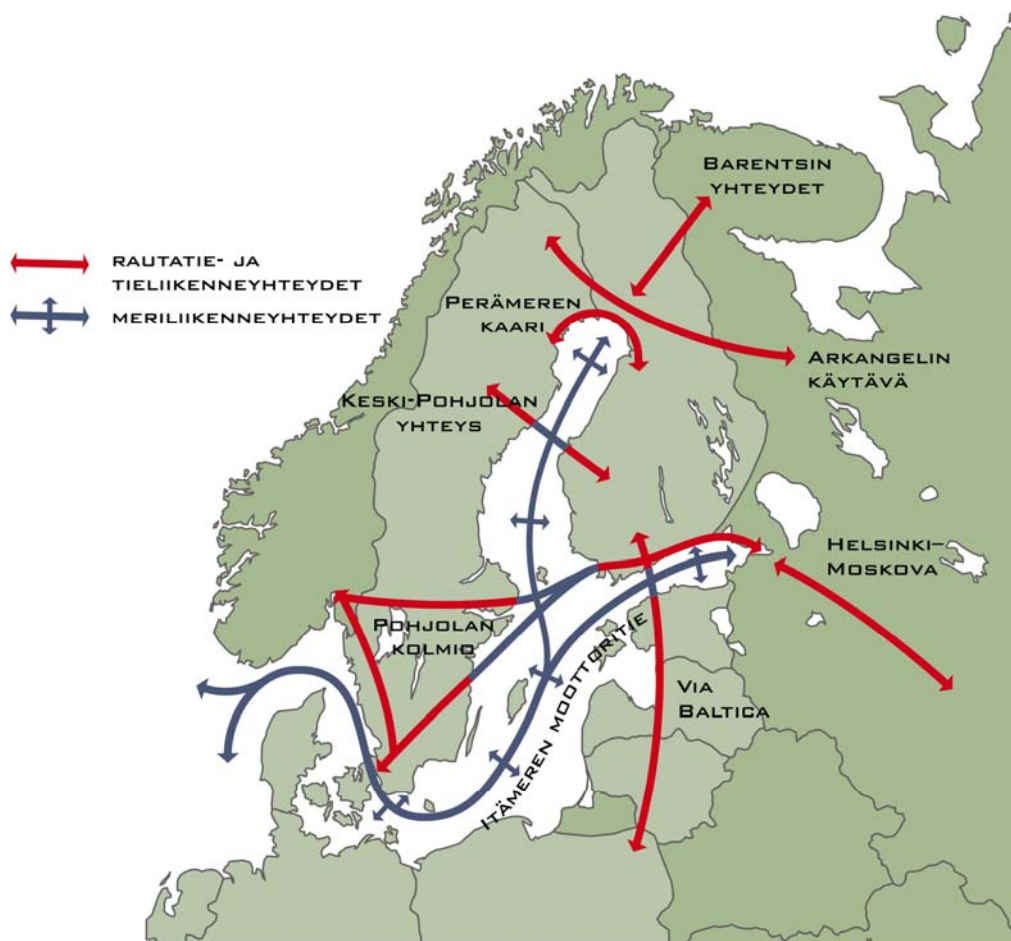 BARENTSIN
YHTEYDET
RAUTATIE- JA
TIELIIKENNEYHTEYDET
MERILIIKENNEYHTEYDET
PERÄMEREN
KAARI
ARKANGELIN
KÄYTÄVÄ
KESKI-POHJOLAN
YHTEYS
HELSINKI–
MOSKOVA
POHJOLAN
KOLMIO
ITÄMEREN MOOTTORITIE
VIA
BALTICA